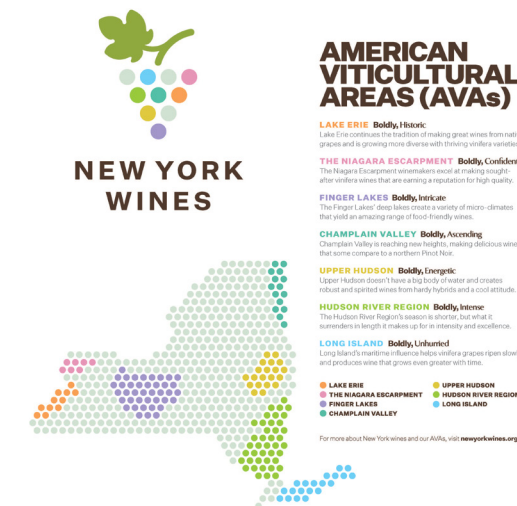 NEW YORK
WINES
AMERICAN
VITICULTURAL
AREAS (AVAs)
LAKE ERIE Boldly, Historic
Lake Erie continues the tradition of making great wines from
grapes and is growing more diverse with thriving vinifera varieties
THE NIAGARA ESCARPMENT Boldly, Confident
The Niagara Escarpment winemakers excel at making sought-
after vinifera wines that are earning a reputation for high quality.
FINGER LAKES Boldly, Intricate
The Finger Lakes' deep lakes create a variety of micro- climates
that yield an amazing range of food-friendly wines.
CHAMPLAIN VALLEY Boldly, Ascending
Champlain Valley is reaching new heights, making delicious wine
that some compare to a northern Pinot Noir.
UPPER HUDSON Boldly, Energetic
Upper Hudson doesn't have a big body of water and creates
robust and spirited wines from hardy hybrids and a cool attitude.
HUDSON RIVER REGION Boldly, Intense
The Hudson River Region's season is shorter, but what it
surrenders in length it makes up for in intensity and excellence.
LONG ISLAND Boldly, Unhurried
Long Island's maritime influence helps vinifera grapes ripen
and produces wine that grows even greater with time.
LAKE ERIE
THE NIAGARA ESCARPMENT
FINGER LAKES
CHAMPLAIN VALLEY
UPPER HUDSON
HUDSON RIVER REGION
LONG ISLAND
For more about New York wines and our AVAs, visit newyorkwines.org